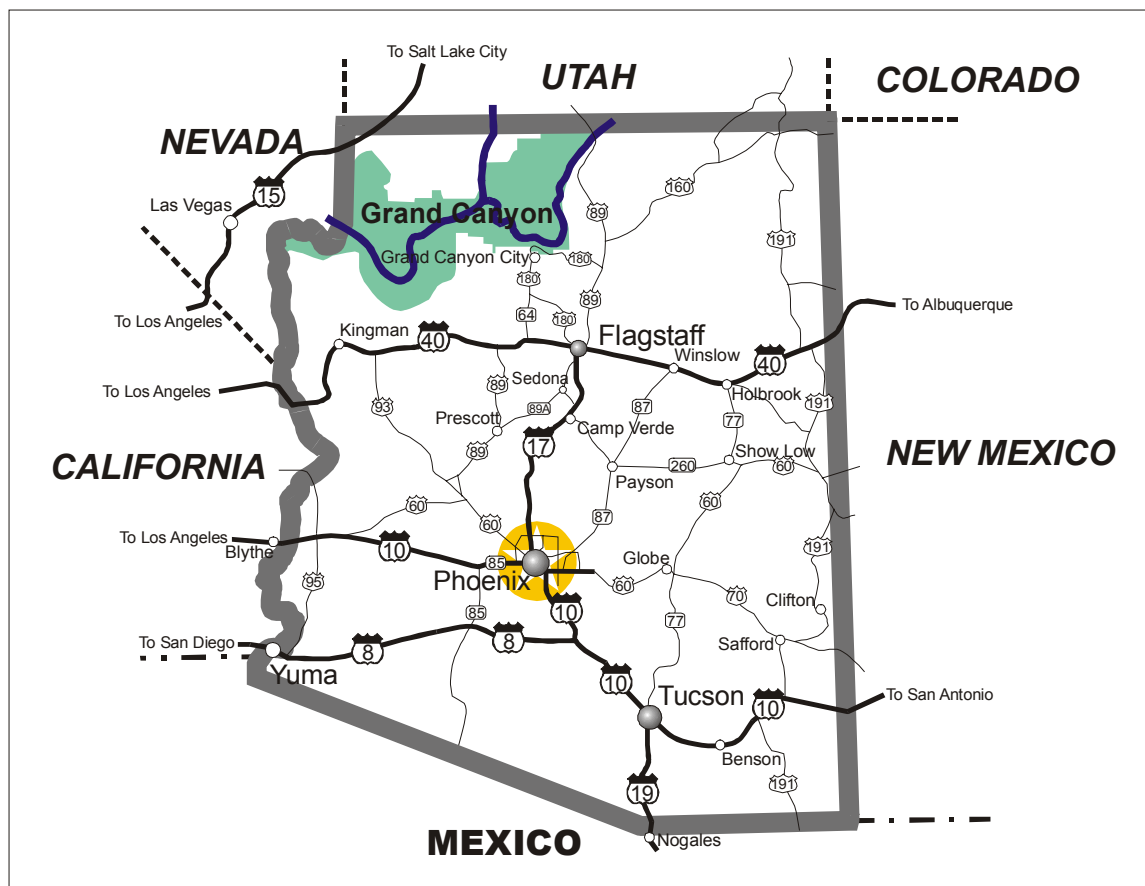 To Salt Lake City
UTAH
COLORADO
NEVADA
15
160
Las Vegas
89
Grand Canyon
191
Grand Canyon City
180
180
89
To Albuquerque
64
180
To Los Angeles
Kingman
40
Flagstaff
Winslow
40
To Los Angeles
89
Sedona
Holbrook
93
89A
87
191
Prescott
Camp Verde
77
17
CALIFORNIA
89
Show Low
NEW MEXICO
260
60
Payson
60
60
87
60
To Los Angeles
Blythe
10
191
85
Globe
Phoenix
95
60
70
Clifton
85
10
77
To San Diego
8
8
Safford
Yuma
10
Tucson
To San Antonio
10
Benson
19
191
MEXICO
Nogales